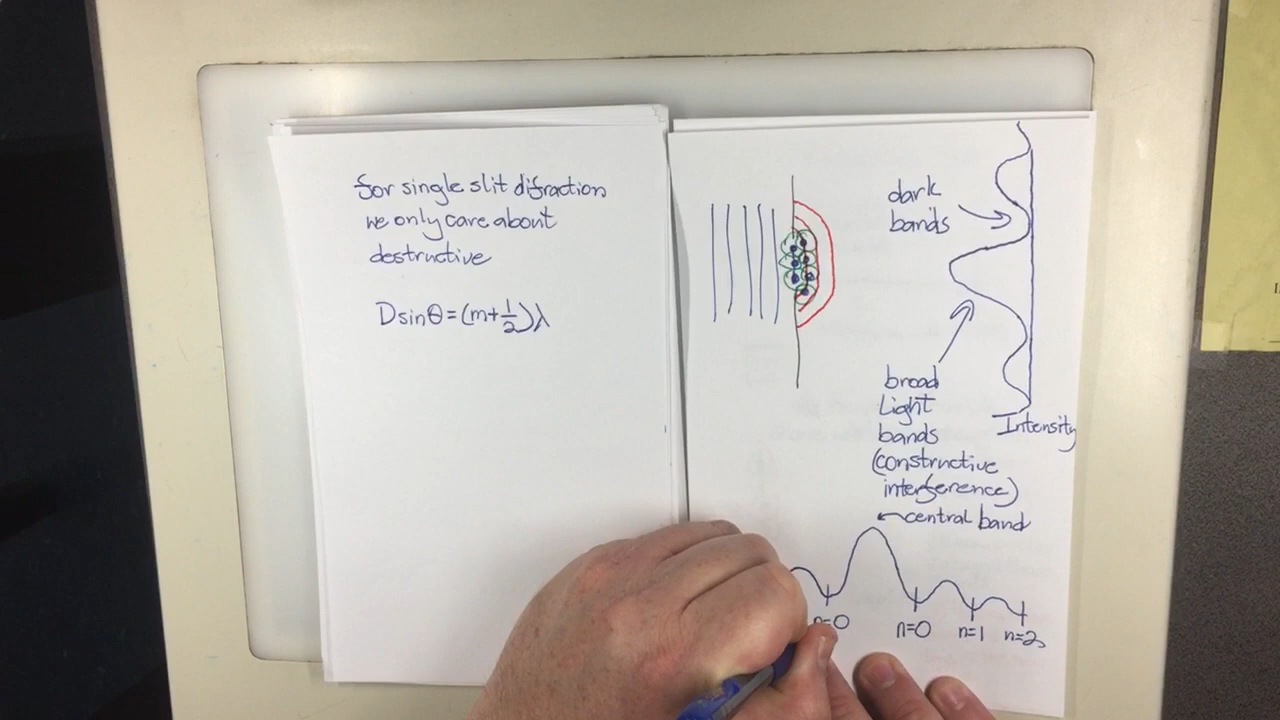 for single slit difraction
we only care about
destructive
Dsinθ=(m+1/2)λ
dark
bands
broad
Light
bands
(constructive
interference)
Intensity
central band
n=0 n=0 n=1 n=2